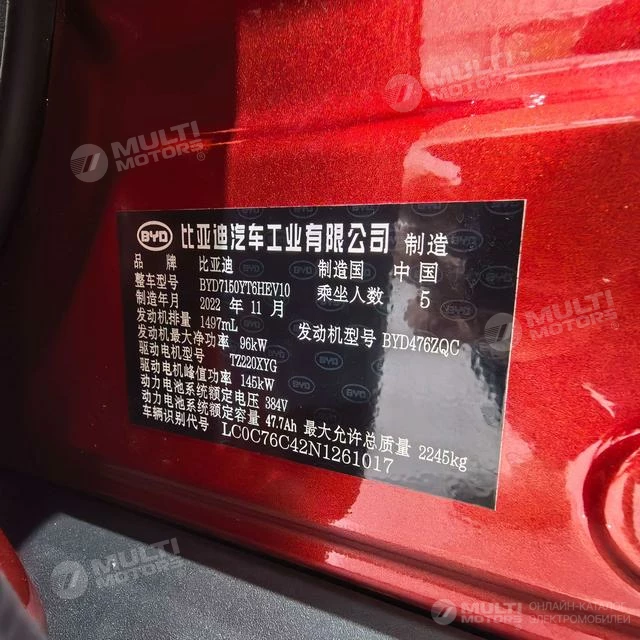 MULTI MOTORS®
MULTI MOTORS
BYD 比亚迪汽车工业有限公司 制造
品 牌 比亚迪 制造国 中 国
整车型号 BYD7150YT6HEV10 乘坐人数 5
制造年月 2022 年 11 月
发动机排量 1497mL 发动机型号 BYD476ZQC
发动机最大净功率 96kW
驱动电机型号 TZ220XYG
驱动电机峰值功率 145kW
动力电池系统额定电压 384V
动力电池系统额定容量 47.7Ah 最大允许总质量 2245kg
车辆识别代号 LC0C76C42N1261017
MULTI MOTORS
MULTI MOTORS
MULTI MOTORS
ОНЛАЙН-КАТАЛОГ ЭЛЕКТРОМОБИЛЕЙ